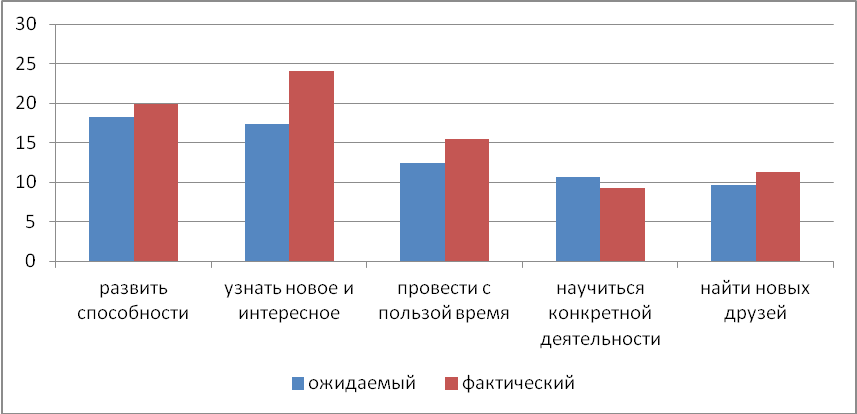 30
25
20
15
10
5
0
развить
способности
узнать новое и
интересное
провести с
пользой время
научиться
конкретной
деятельности
найти новых
друзей
ожидаемый
фактический